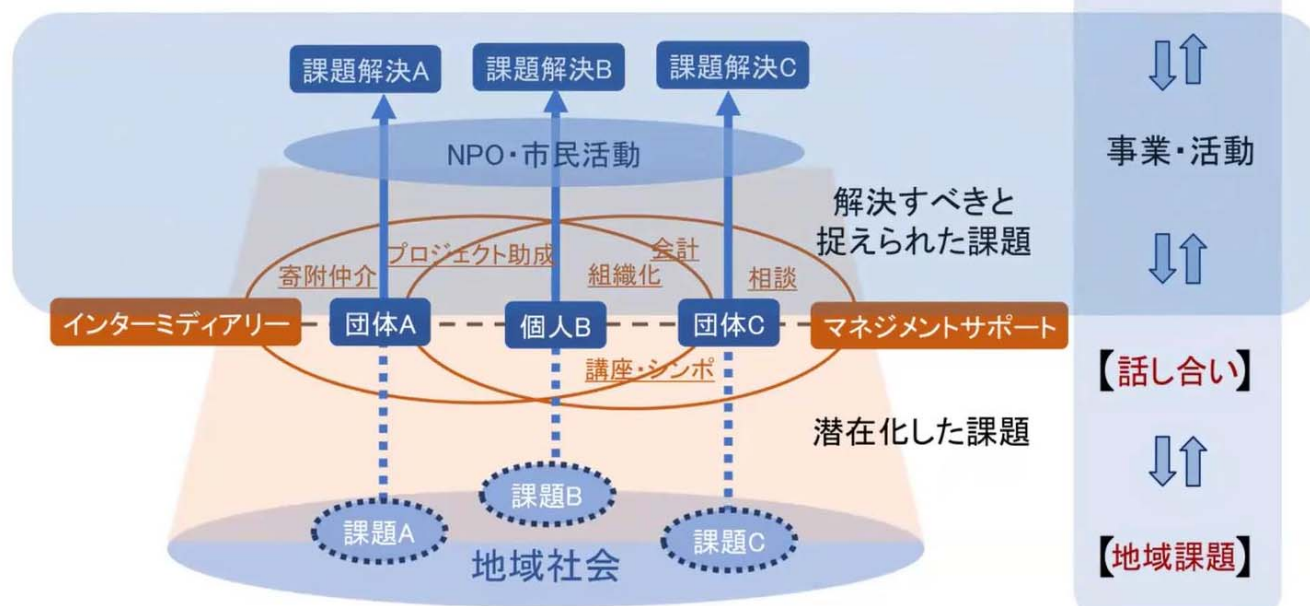 課題解決A
課題解決B
課題解決C
NPO・市民活動
事業・活動
解決すべきと
捉えられた課題
プロジェクト助成
会計
寄附仲介
組織化
相談
インターミディアリー
団体A
個人B
団体C
マネジメントサポート
講座・シンポ
【話し合い】
潜在化した課題
課題B
課題A
課題C
地域社会
【地域課題】